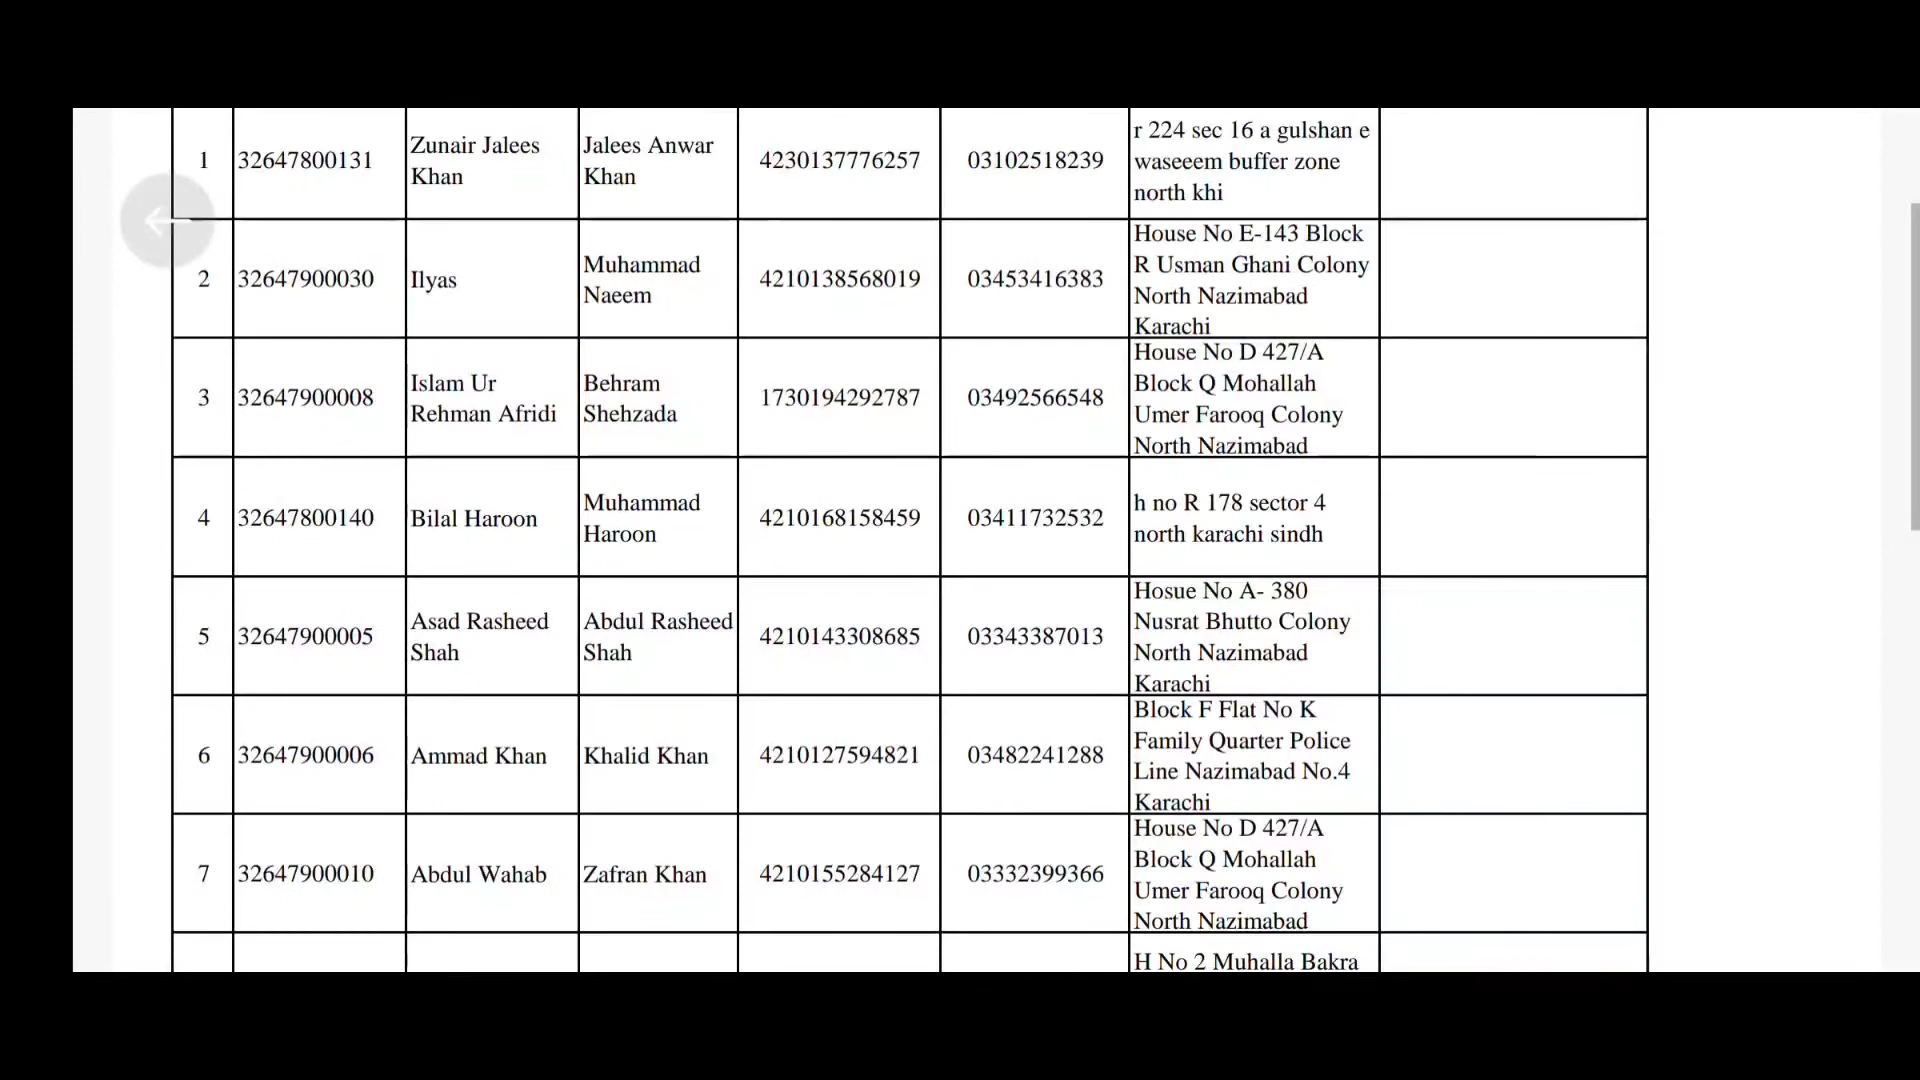 1 32647800131 Zunair Jalees Khan Jalees Anwar Khan 4230137776257 03102518239 r 224 sec 16 a gulshan e waseeem buffer zone north khi
2 32647900030 Ilyas Muhammad Naeem 4210138568019 03453416383 House No E-143 Block R Usman Ghani Colony North Nazimabad Karachi
3 32647900008 Islam Ur Rehman Afridi Behram Shehzada 1730194292787 03492566548 House No D 427/A Block Q Mohallah Umer Farooq Colony North Nazimabad
4 32647800140 Bilal Haroon Muhammad Haroon 4210168158459 03411732532 h no R 178 sector 4 north karachi sindh
5 32647900005 Asad Rasheed Shah Abdul Rasheed Shah 4210143308685 03343387013 Hosue No A- 380 Nusrat Bhutto Colony North Nazimabad Karachi
6 32647900006 Ammad Khan Khalid Khan 4210127594821 03482241288 Block F Flat No K Family Quarter Police Line Nazimabad No.4 Karachi
7 32647900010 Abdul Wahab Zafran Khan 4210155284127 03332399366 House No D 427/A Block Q Mohallah Umer Farooq Colony North Nazimabad
H No 2 Muhalla Bakra